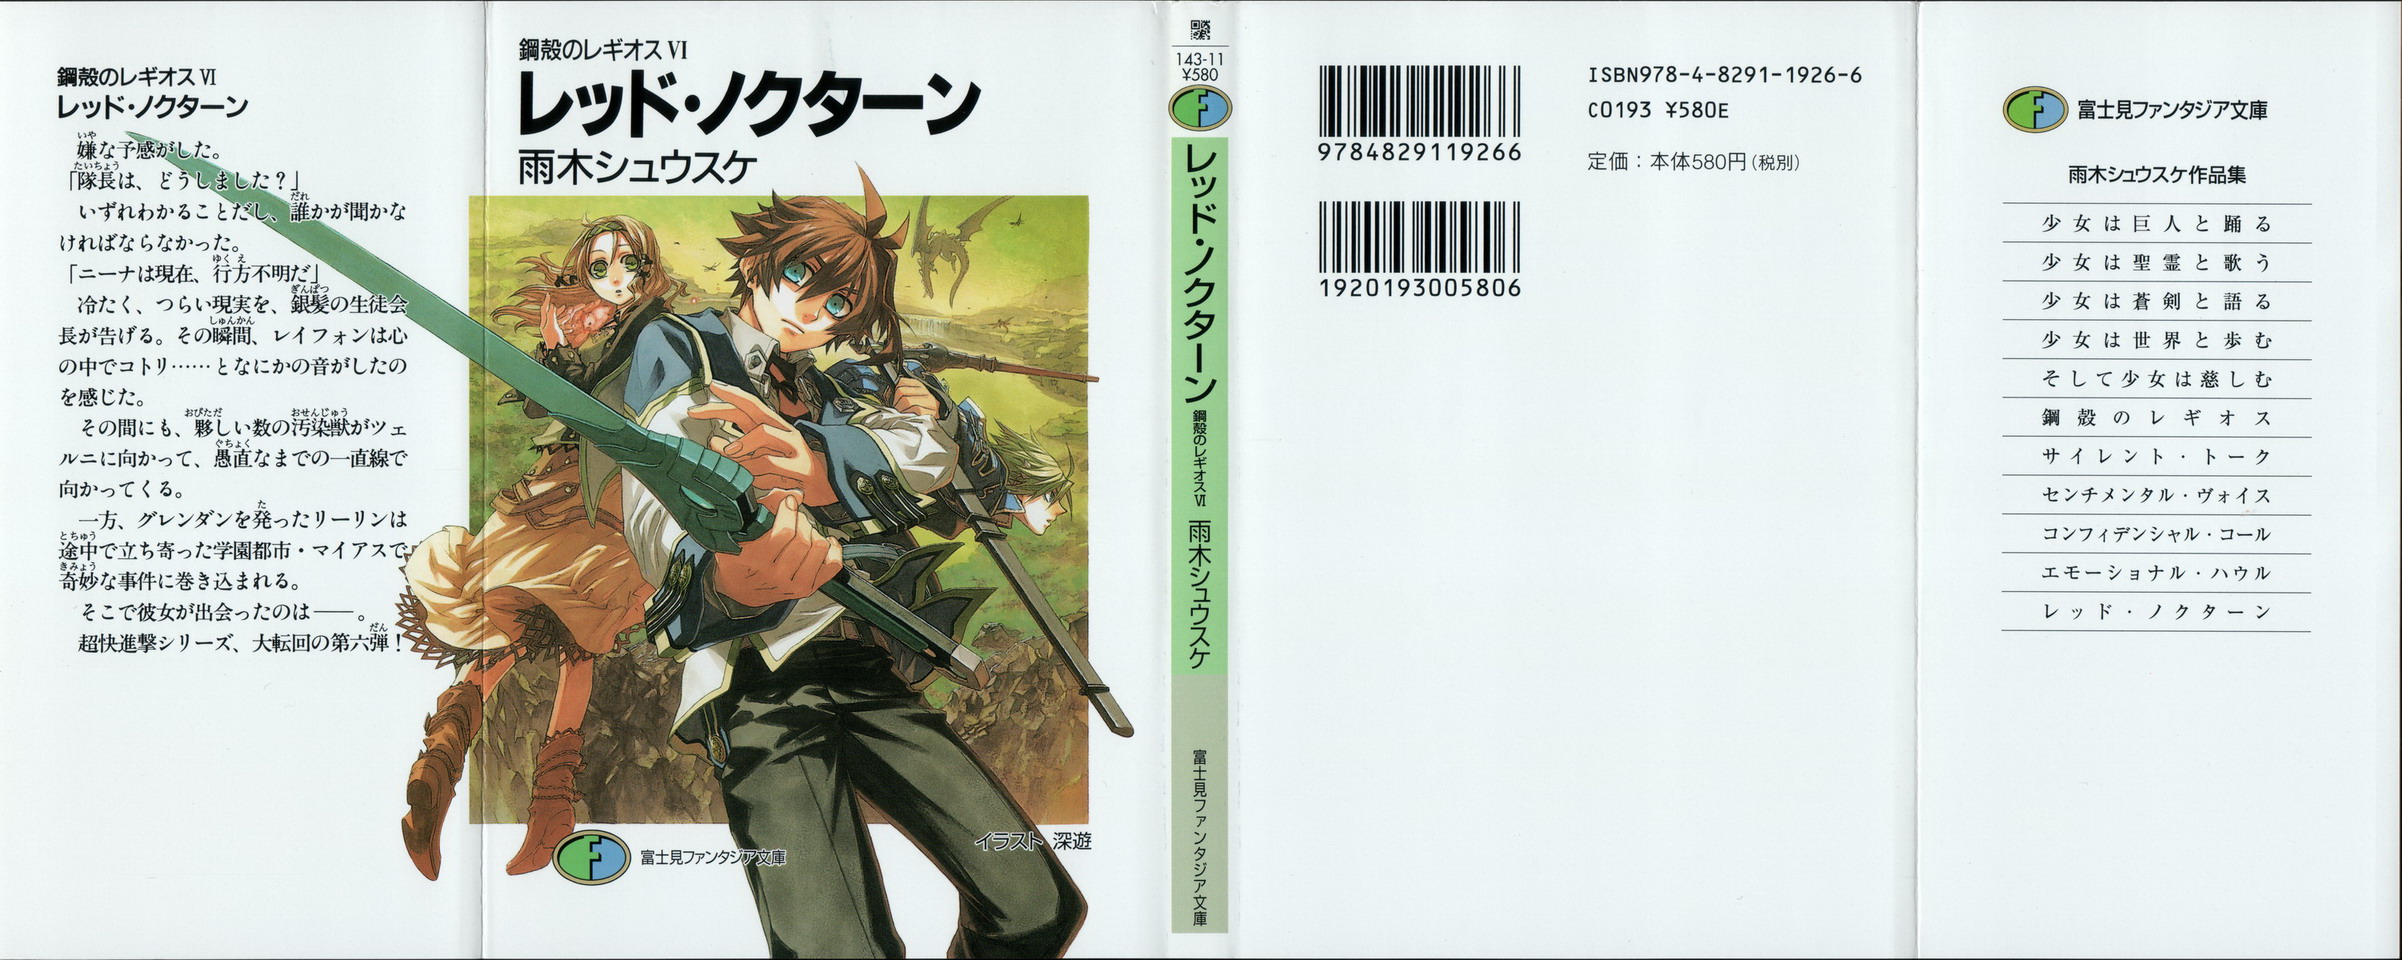 鋼殻のレギオスⅥ
レッド・ノクターン
嫌な予感がした。
「隊長は、どうしました？」
いずれわかることだし、誰かが聞かな
ければならなかった。
「ニーナは現在、行方不明だ」
冷たく、つらい現実を、銀髪の生徒会
長が告げる。その瞬間、レイフォンは心
の中でコトリ……となにかの音がしたの
を感じた。
その間にも、夥しい数の汚染獣がツェ
ルニに向かって、愚直なまでの一直線で
向かってくる。
一方、グレンダンを発ったリーリンは
途中で立ち寄った学園都市・マイアスで
奇妙な事件に巻き込まれる。
そこで彼女が出会ったのは――。
超快進撃シリーズ、大転回の第六弾！
鋼殻のレギオスⅥ
レッド・ノクターン
雨木シュウスケ
イラスト 深遊
富士見ファンタジア文庫
143-11
¥580
レッド・ノクターン 鋼殻のレギオスⅥ 雨木シュウスケ
富士見ファンタジア文庫
9784829119266
1920193005806
ISBN978-4-8291-1926-6
C0193 ¥580E
定価：本体580円（税別）
富士見ファンタジア文庫
雨木シュウスケ作品集
少女は巨人と踊る
少女は聖霊と歌う
少女は蒼剣と語る
少女は世界と歩む
そして少女は慈しむ
鋼殻のレギオス
サイレント・トーク
センチメンタル・ヴォイス
コンフィデンシャル・コール
エモーショナル・ハウル
レッド・ノクターン